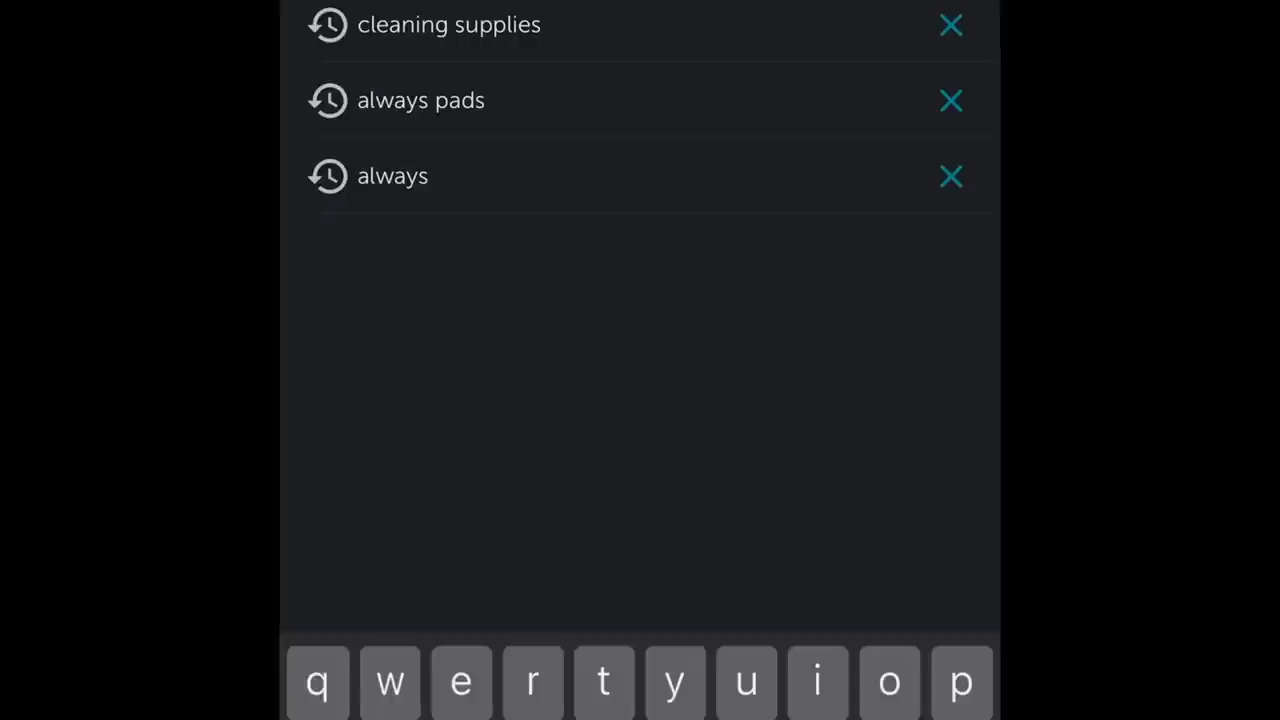 cleaning supplies
always pads
always
q w e r t y u i o p